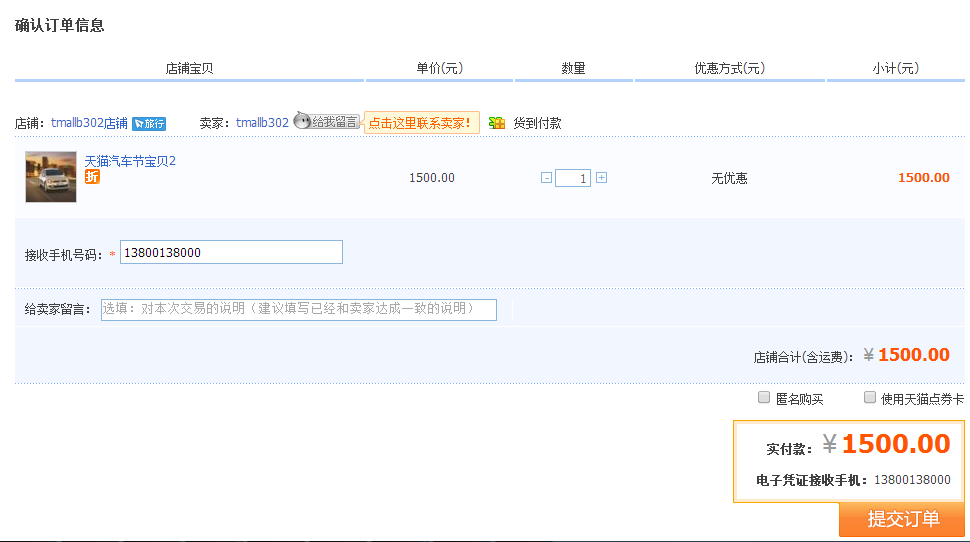 确认订单信息
店铺宝贝 单价(元) 数量 优惠方式(元) 小计(元)
店铺：tmallb302店铺 旅行 卖家：tmallb302 给我留言 点击这里联系卖家！ 货到付款
天猫汽车节宝贝2
折
1500.00 - 1 + 无优惠 1500.00
接收手机号码：* 13800138000
给卖家留言： 选填：对本次交易的说明（建议填写已经和卖家达成一致的说明）
店铺合计(含运费)：￥1500.00
匿名购买 使用天猫点券卡
实付款：￥1500.00
电子凭证接收手机：13800138000
提交订单